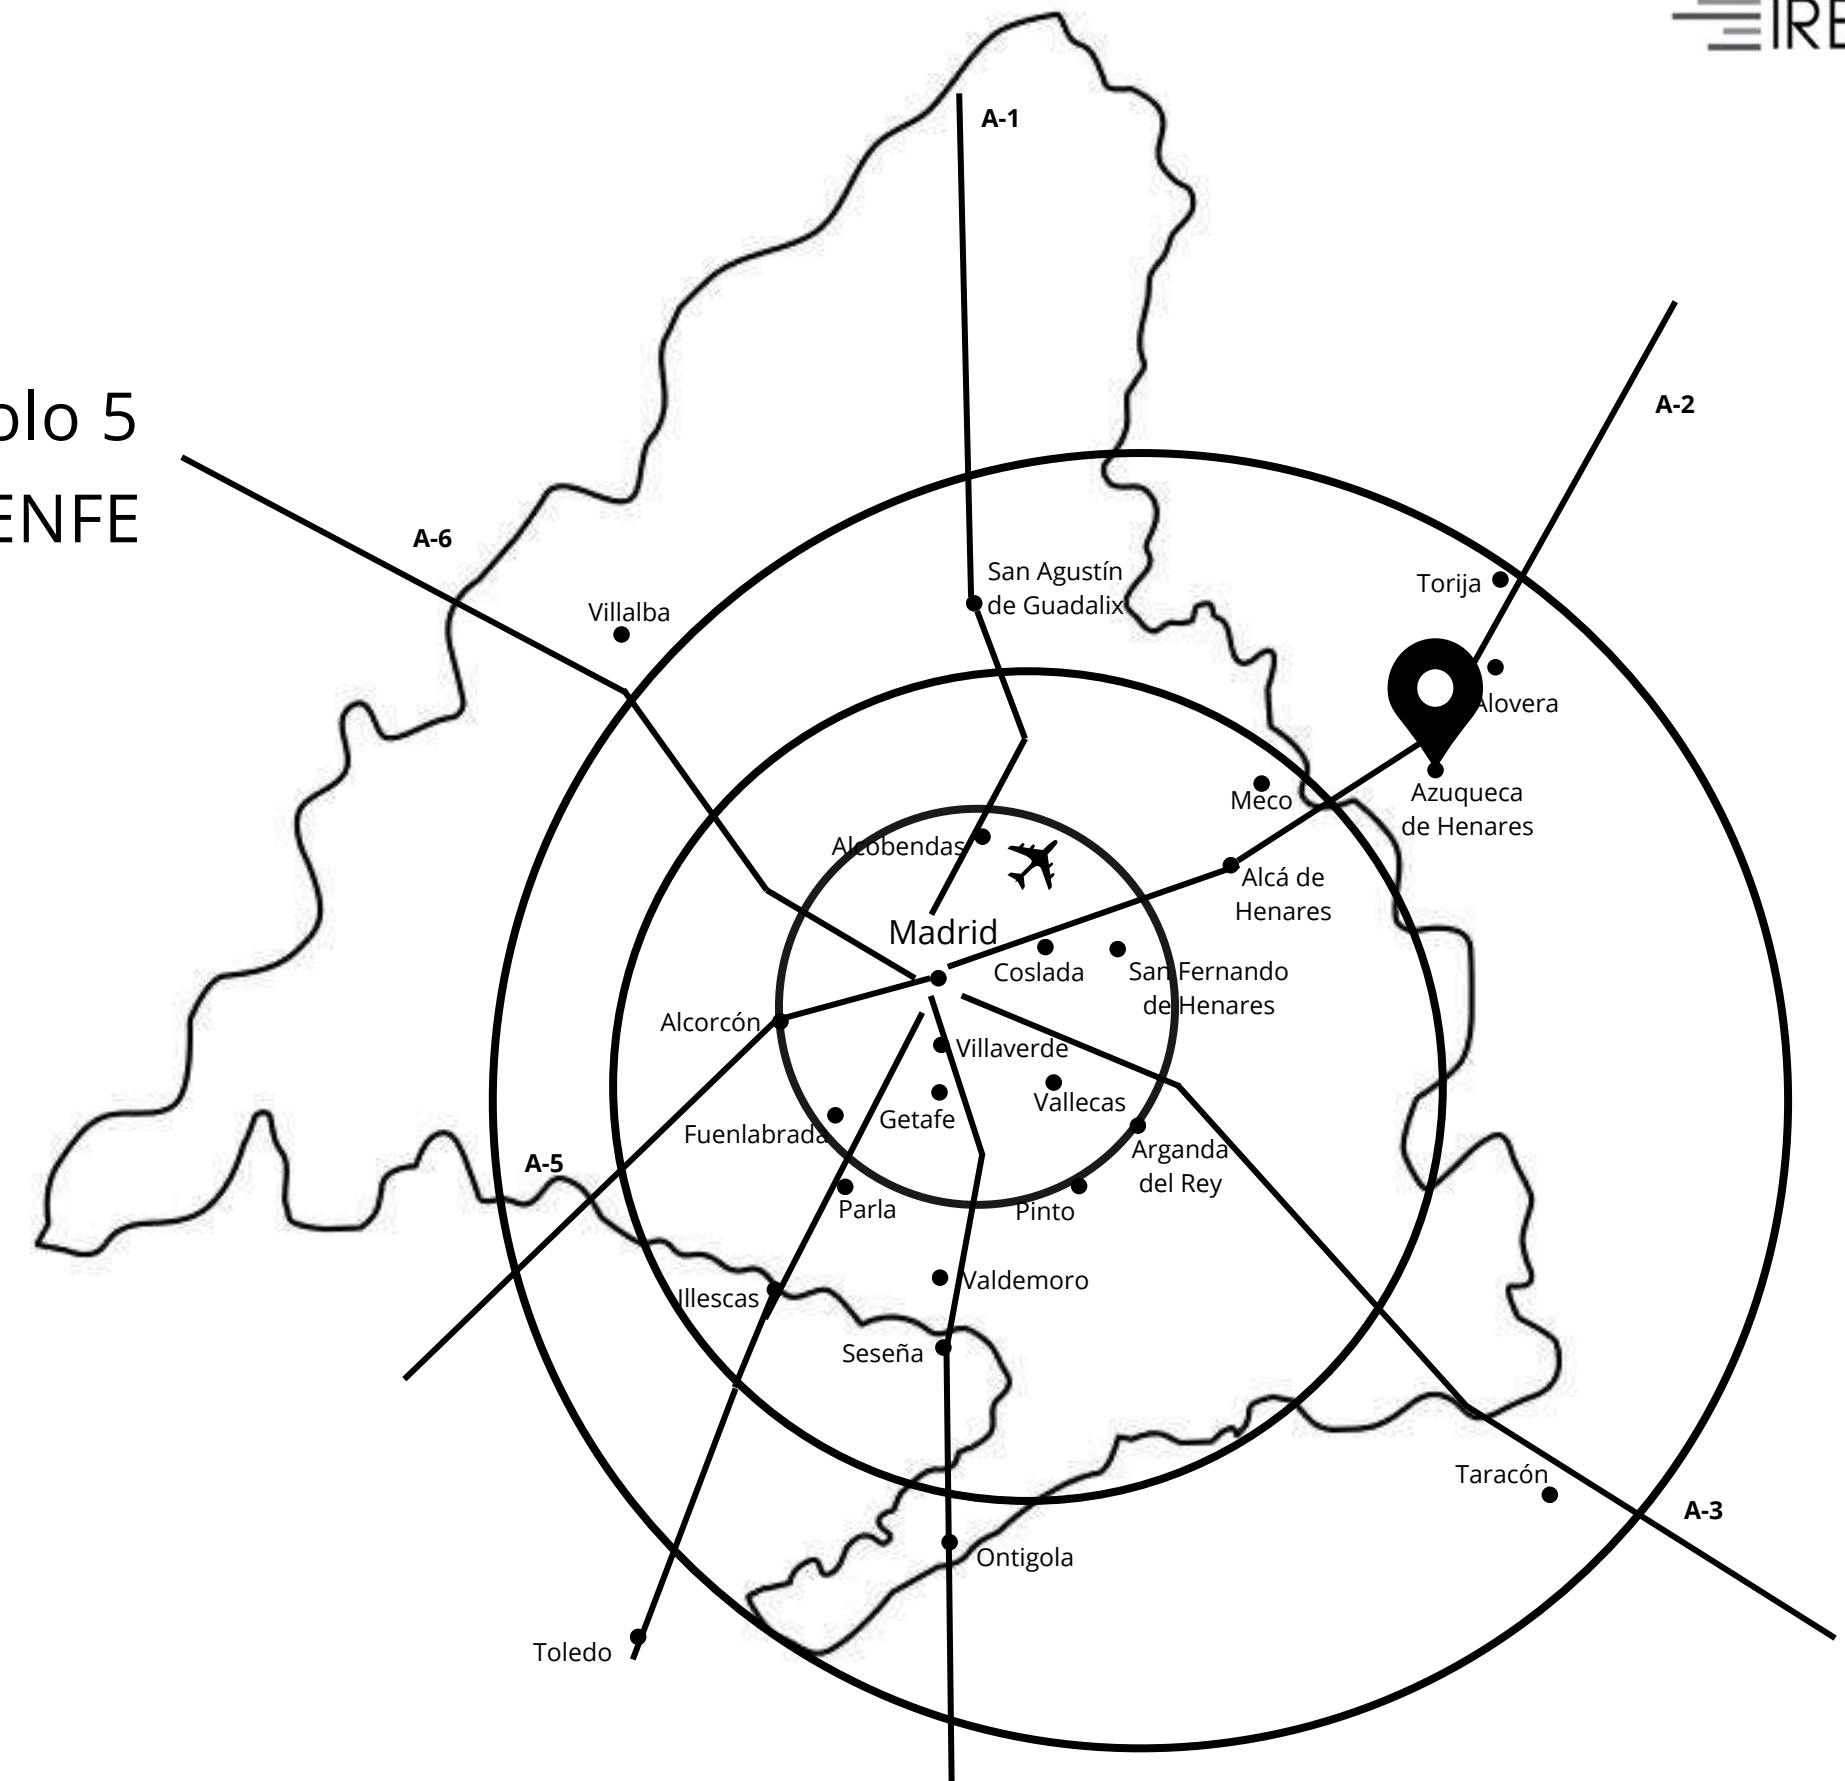 A-1
A-2
olo 5
ENFE
A-6
San Agustín
de Guadalix
Torija
Villalba
Alovera
Meco
Azuqueca
de Henares
Alcobendas
Alcá de
Henares
Madrid
Coslada
San Fernando
de Henares
Alcorcón
Villaverde
Vallecas
Getafe
Fuenlabrada
Arganda
del Rey
A-5
Parla
Pinto
Valdemoro
Illescas
Seseña
Taracón
A-3
Ontigola
Toledo